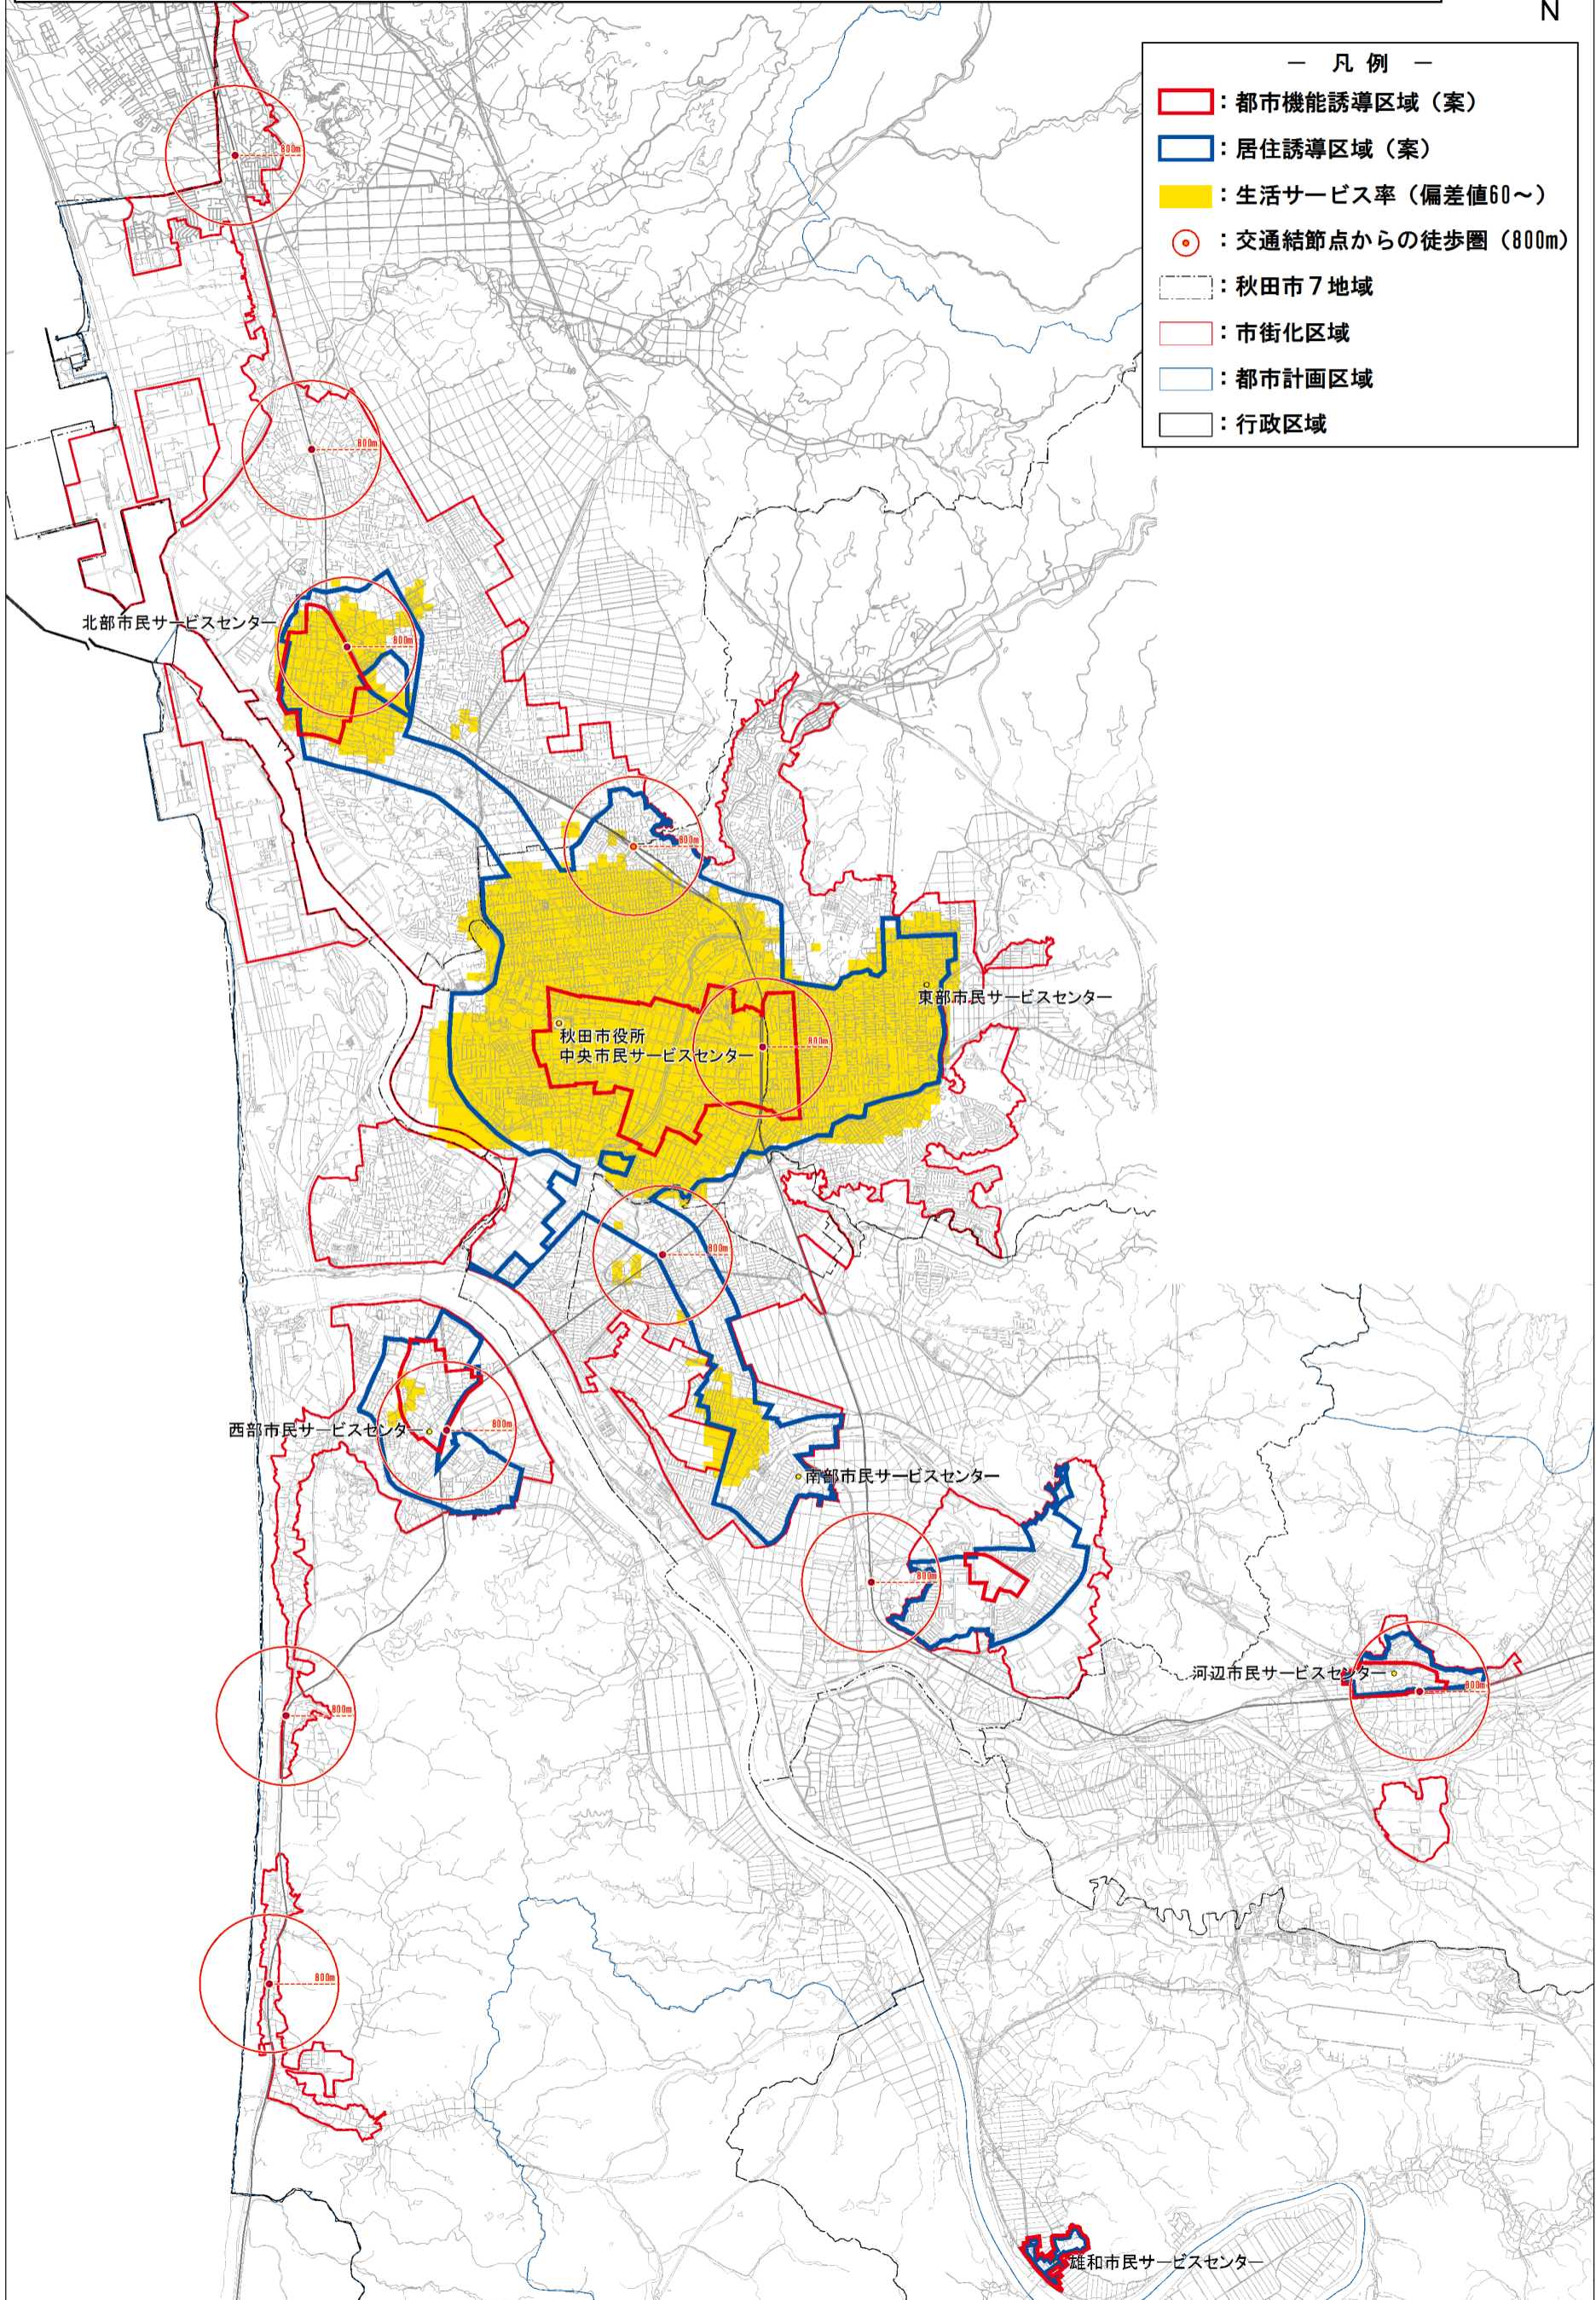 N
― 凡 例 ―
：都市機能誘導区域（案）
：居住誘導区域（案）
：生活サービス率（偏差値60～）
：交通結節点からの徒歩圏（800m）
：秋田市７地域
：市街化区域
：都市計画区域
：行政区域
800m
800m
北部市民サービスセンター
800m
800m
東部市民サービスセンター
秋田市役所
中央市民サービスセンター
800m
800m
西部市民サービスセンター
800m
南部市民サービスセンター
800m
河辺市民サービスセンター
800m
800m
800m
雄和市民サービスセンター